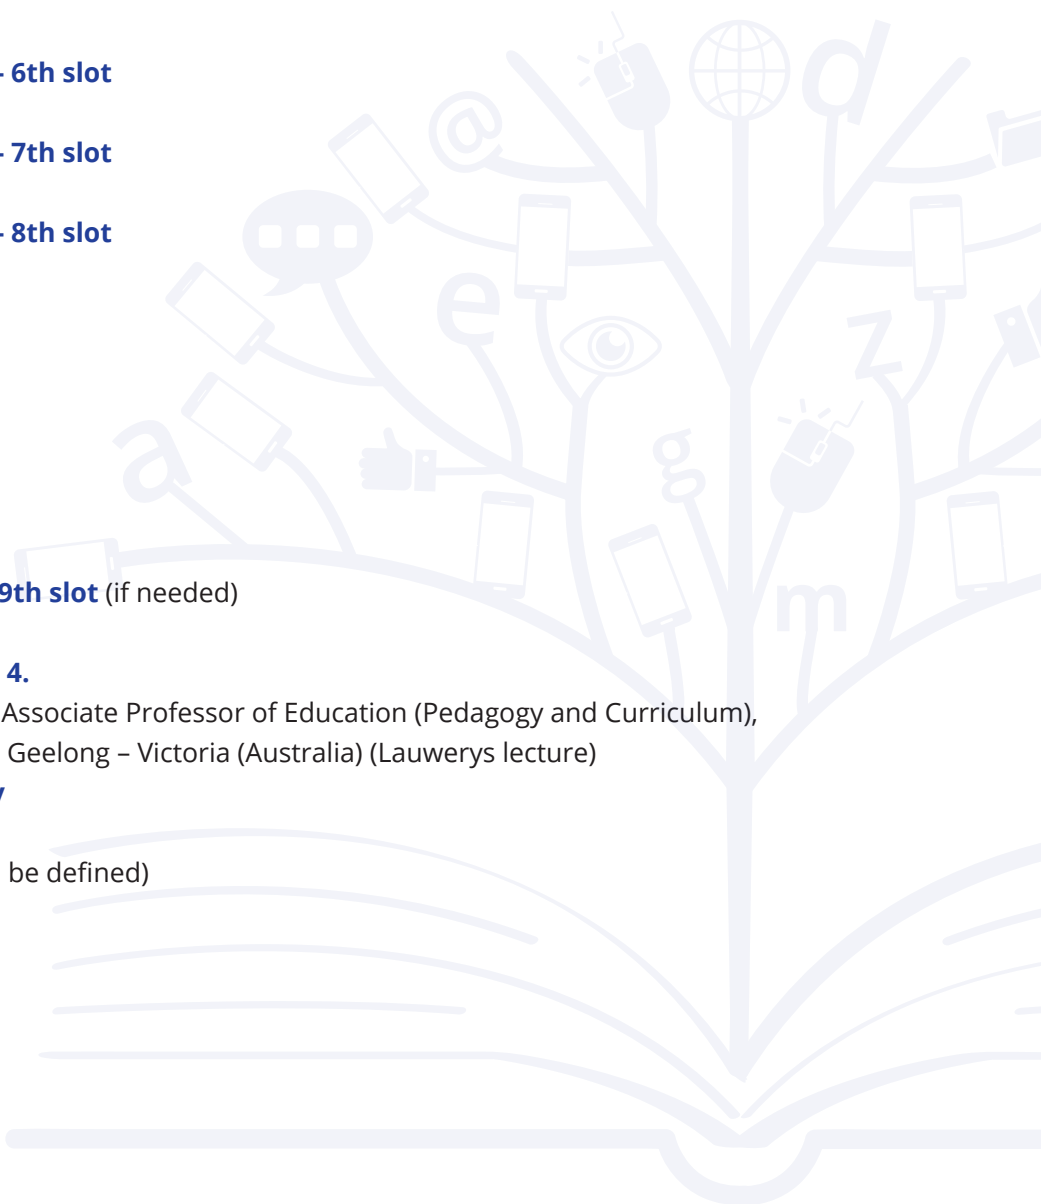 - 6th slot
- 7th slot
- 8th slot
9th slot (if needed)
4.
Associate Professor of Education (Pedagogy and Curriculum),
Geelong – Victoria (Australia) (Lauwerys lecture)
be defined)
@
d
e
z
a
g
m